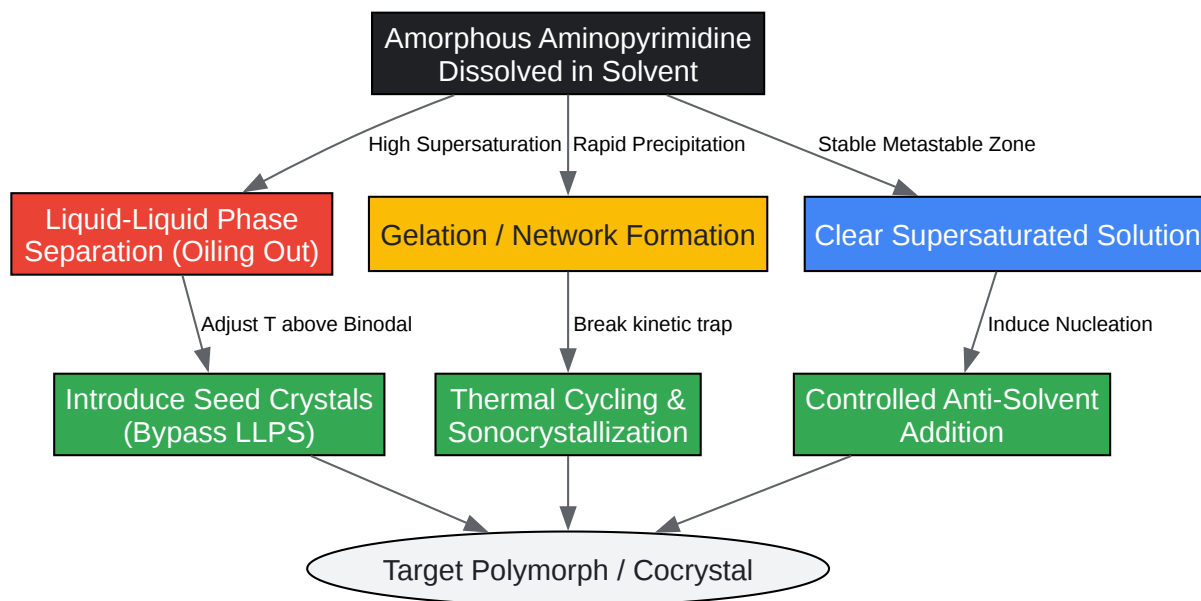 Amorphous Aminopyrimidine
Dissolved in Solvent
High Supersaturation
Rapid Precipitation
Stable Metastable Zone
Liquid-Liquid Phase
Separation (Oiling Out)
Gelation / Network Formation
Clear Supersaturated Solution
Adjust T above Binodal
Break kinetic trap
Induce Nucleation
Introduce Seed Crystals
(Bypass LLPS)
Thermal Cycling &
Sonocrystallization
Controlled Anti-Solvent
Addition
Target Polymorph / Cocrystal